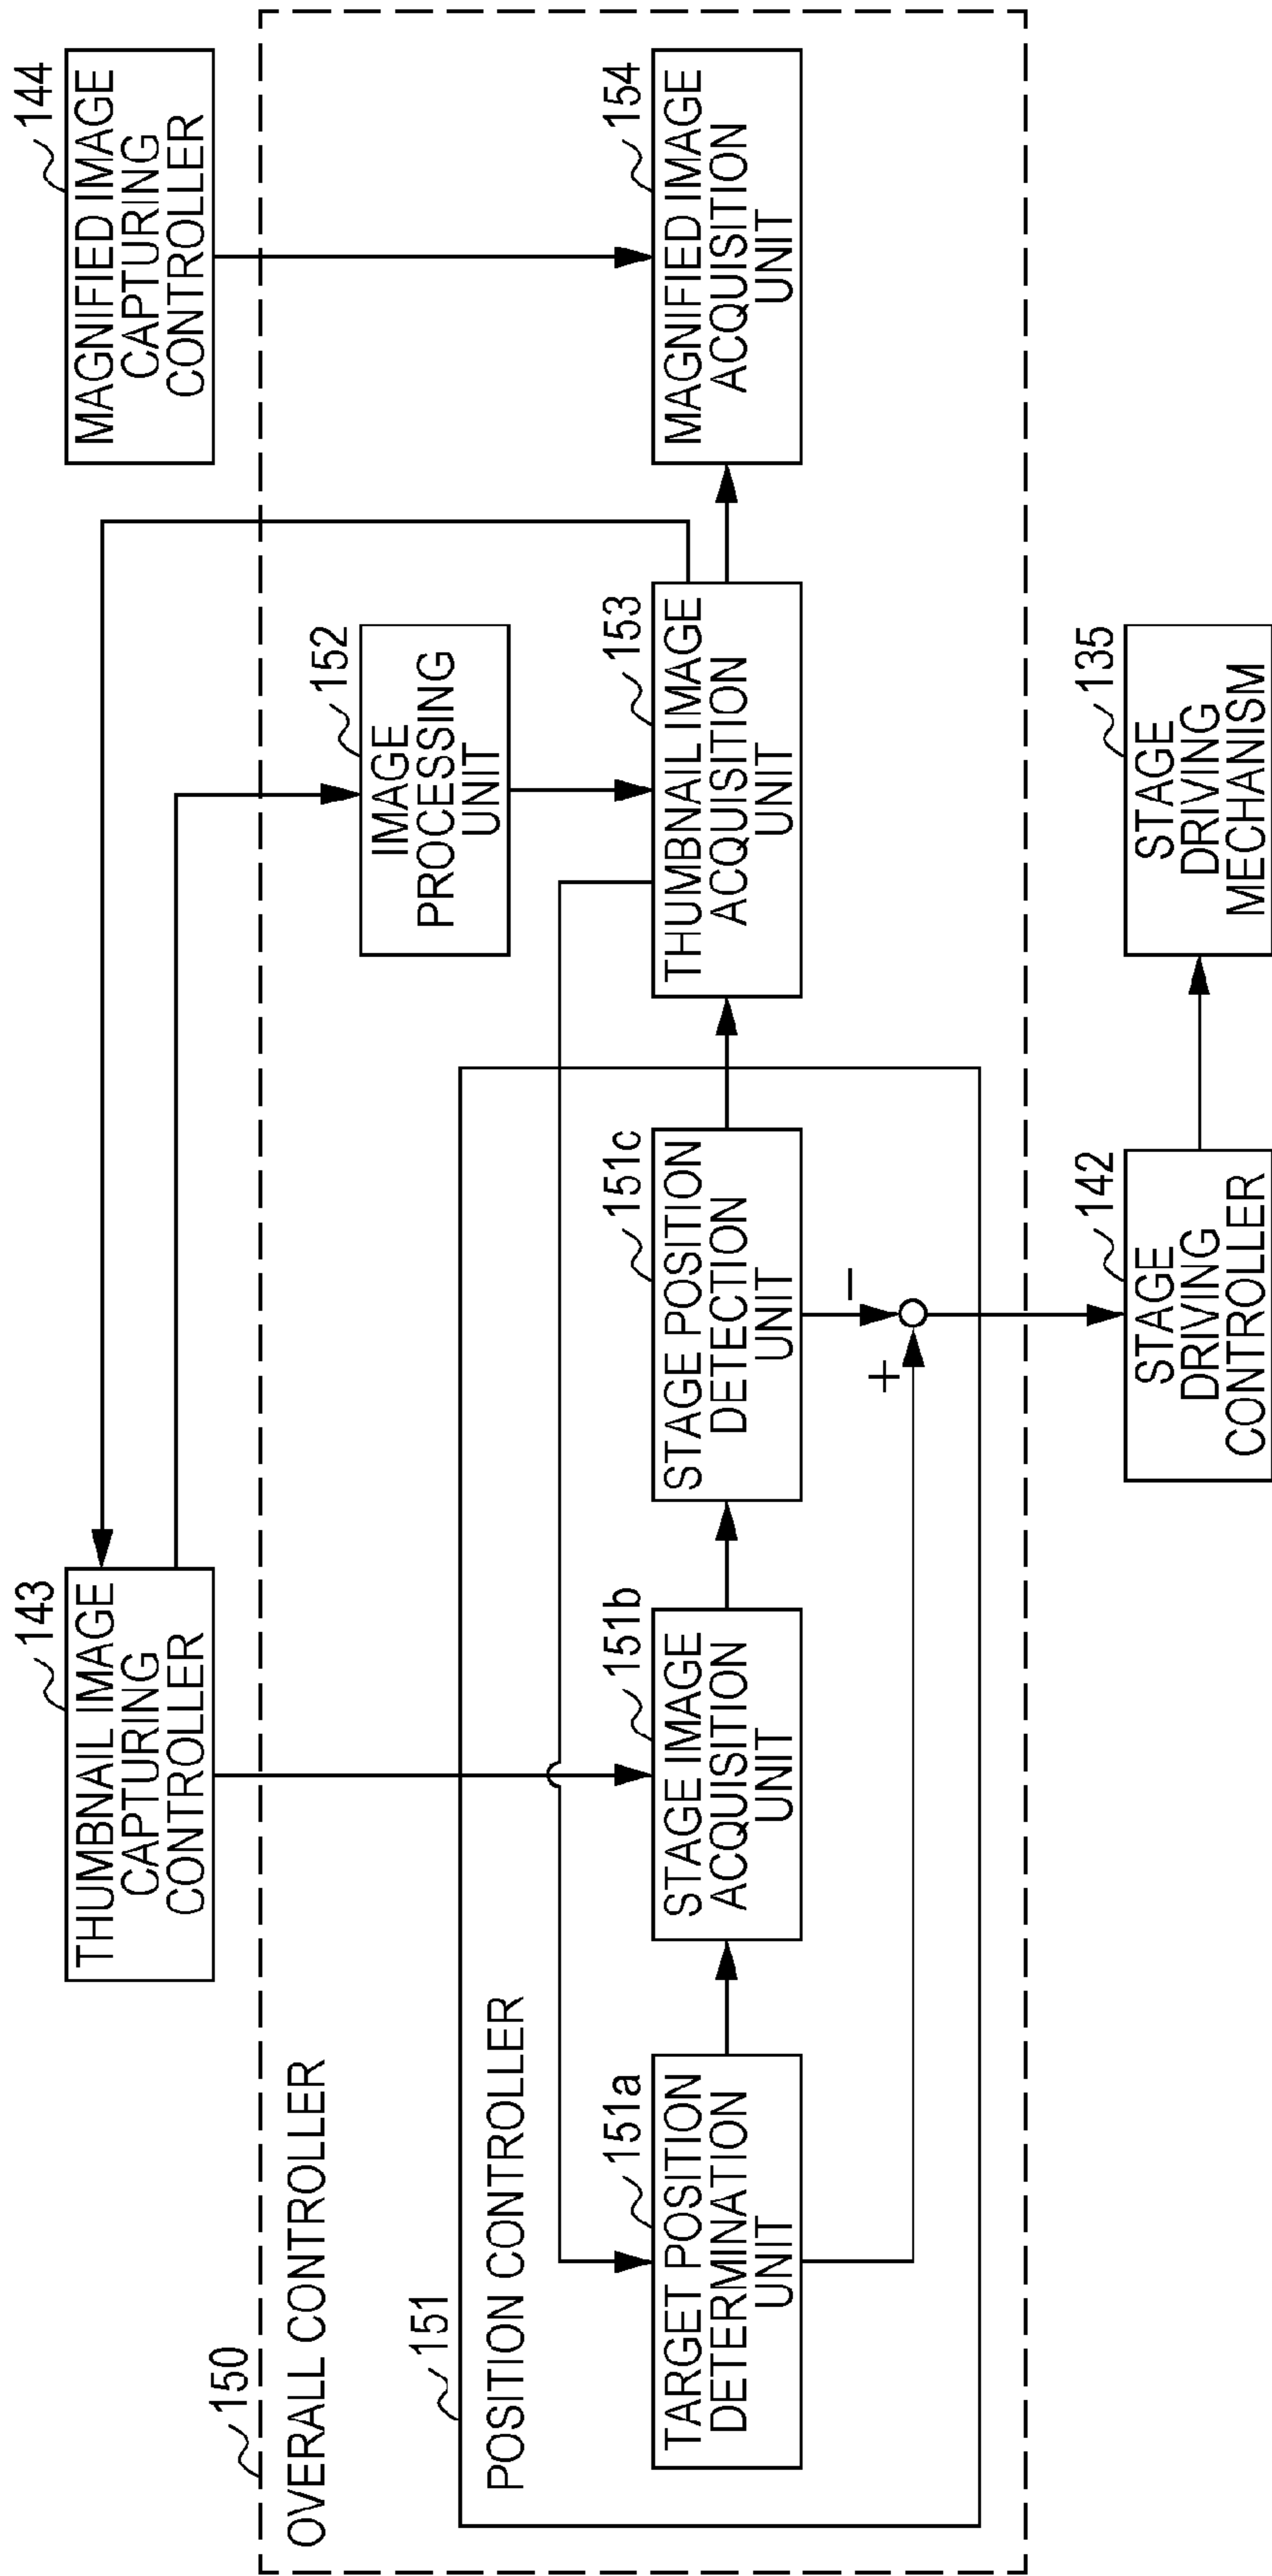 143
THUMBNAIL IMAGE
CAPTURING
CONTROLLER
144
MAGNIFIED IMAGE
CAPTURING
CONTROLLER
150
OVERALL CONTROLLER
152
IMAGE
PROCESSING
UNIT
151
POSITION CONTROLLER
151a
TARGET POSITION
DETERMINATION
UNIT
151b
STAGE IMAGE
ACQUISITION
UNIT
151c
STAGE POSITION
DETECTION
UNIT
153
THUMBNAIL IMAGE
ACQUISITION
UNIT
154
MAGNIFIED IMAGE
ACQUISITION
UNIT
−
+
142
STAGE
DRIVING
CONTROLLER
135
STAGE
DRIVING
MECHANISM